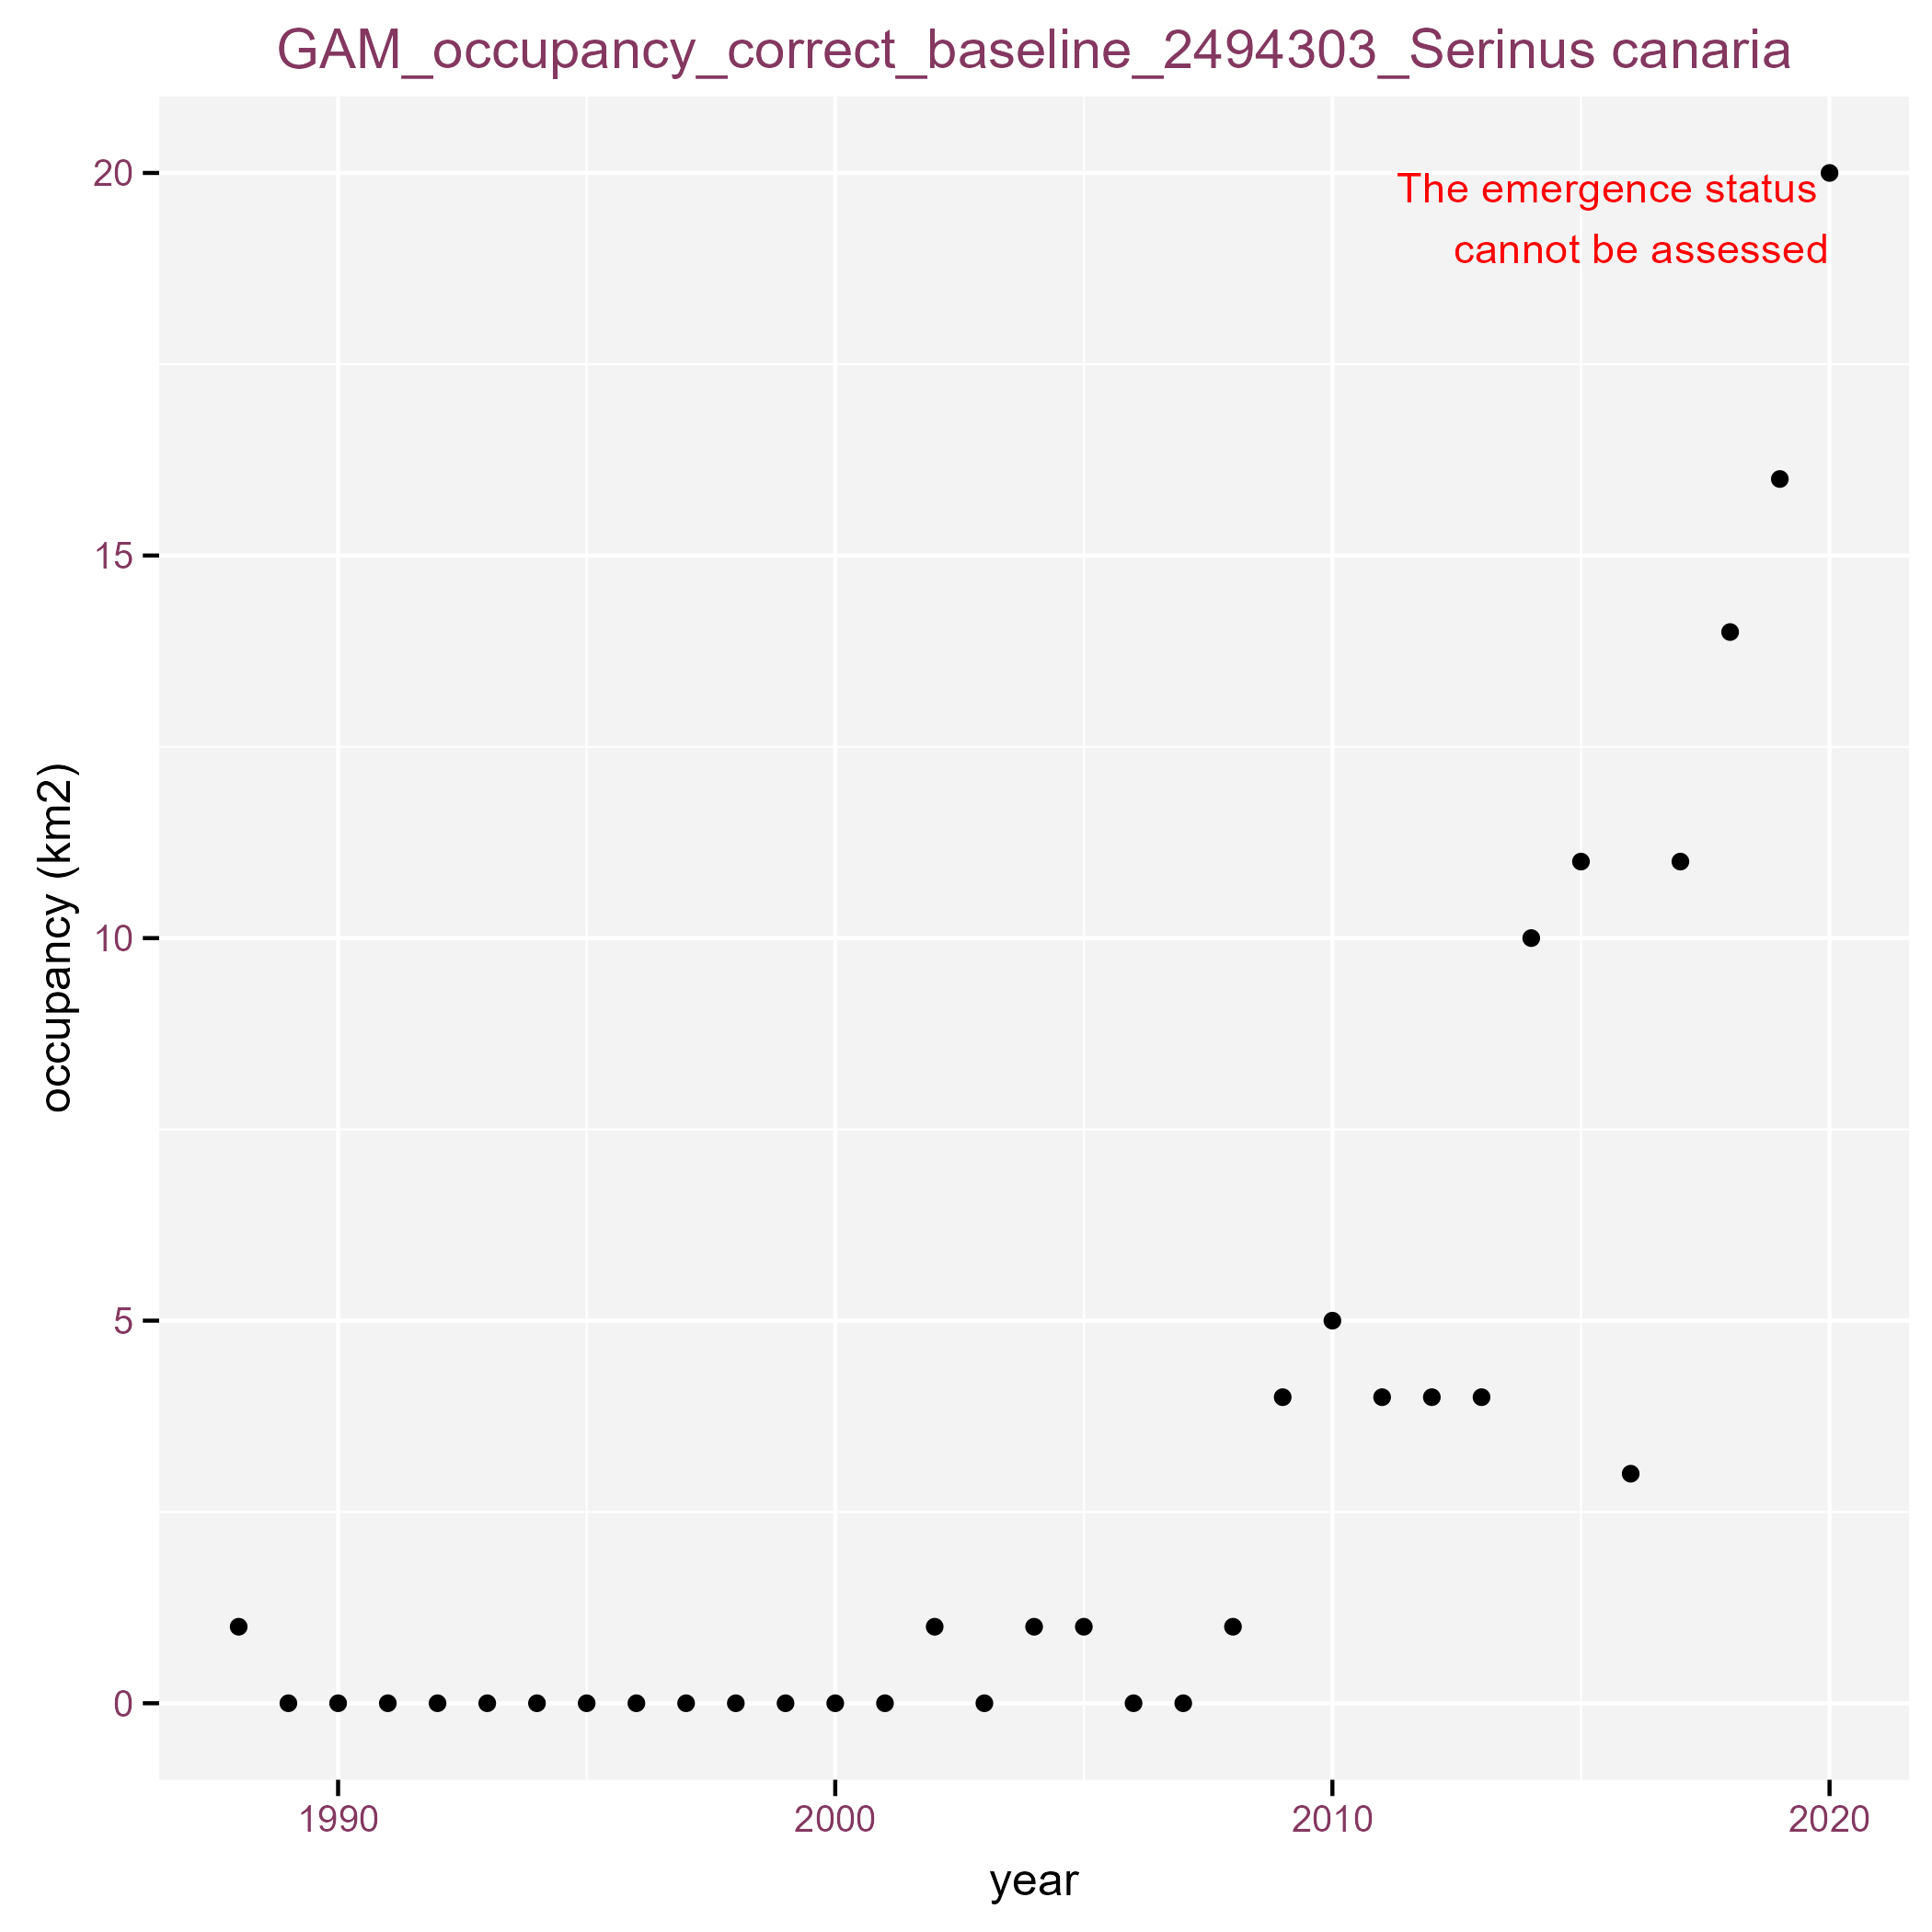 GAM_occupancy_correct_baseline_2494303_Serinus canaria
20
The emergence status
cannot be assessed
15
10
5
0
occupancy (km2)
1990 2000 2010 2020
year